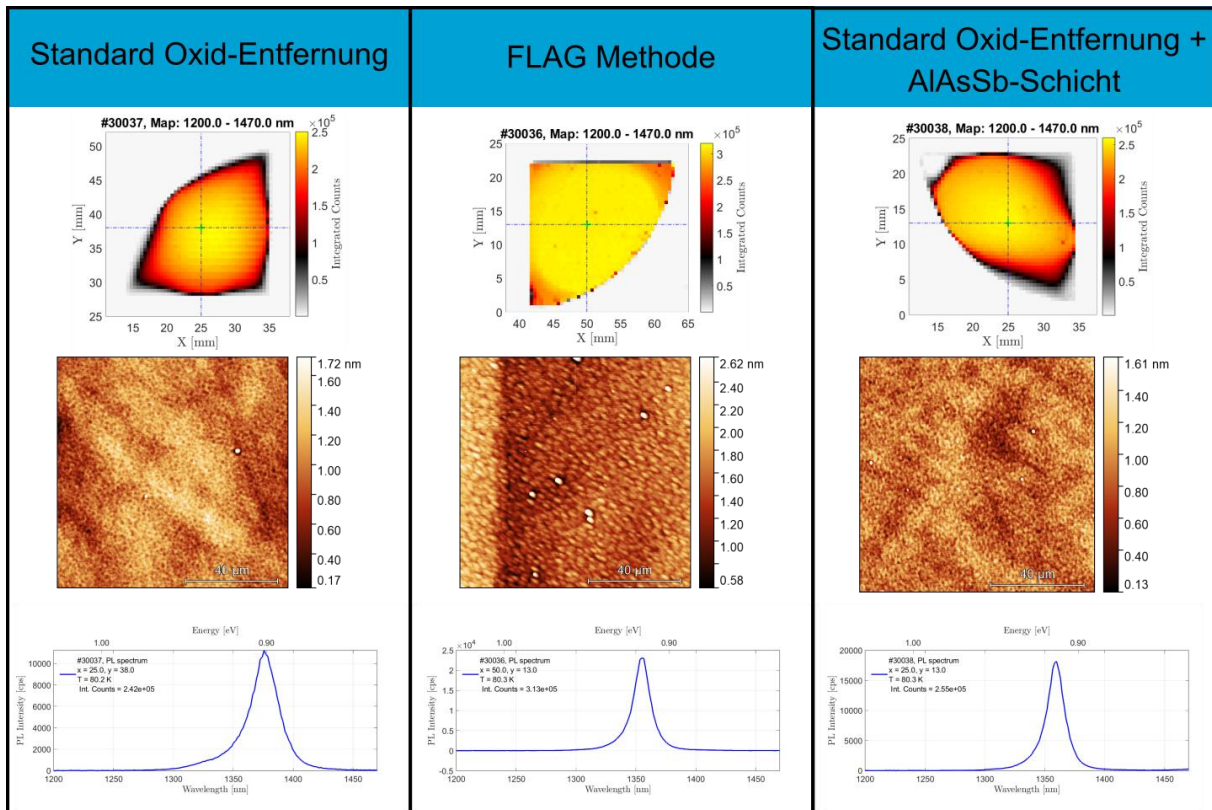 Standard Oxid-Entfernung
FLAG Methode
Standard Oxid-Entfernung +
AlAsSb-Schicht
#30037, Map: 1200.0 - 1470.0 nm
×10⁵
50
45
40
35
30
25
Y [mm]
15 20 25 30 35
X [mm]
2.5
2
1.5
1
0.5
Integrated Counts
#30036, Map: 1200.0 - 1470.0 nm
×10⁵
25
20
15
10
5
0
Y [mm]
40 45 50 55 60 65
X [mm]
3
2.5
2
1.5
1
0.5
Integrated Counts
#30038, Map: 1200.0 - 1470.0 nm
×10⁵
25
20
15
10
5
0
Y [mm]
15 20 25 30 35
X [mm]
2.5
2
1.5
1
0.5
Integrated Counts
1.72 nm
1.60
1.40
1.20
1.00
0.80
0.60
0.40
0.17
40 µm
2.62 nm
2.40
2.20
2.00
1.80
1.60
1.40
1.20
1.00
0.58
40 µm
1.61 nm
1.40
1.20
1.00
0.80
0.60
0.40
0.13
40 µm
Energy [eV]
1.00 0.90
#30037, PL spectrum
x = 25.0, y = 38.0
T = 80.2 K
Int. Counts = 2.42e+05
10000
8000
6000
4000
2000
0
PL Intensity [cps]
1200 1250 1300 1350 1400 1450
Wavelength [nm]
Energy [eV]
1.00 0.90
×10⁴
#30036, PL spectrum
x = 50.0, y = 13.0
T = 80.3 K
Int. Counts = 3.13e+05
2.5
2
1.5
1
0.5
0
-0.5
PL Intensity [cps]
1200 1250 1300 1350 1400 1450
Wavelength [nm]
Energy [eV]
1.00 0.90
#30038, PL spectrum
x = 25.0, y = 13.0
T = 80.3 K
Int. Counts = 2.55e+05
20000
15000
10000
5000
0
PL Intensity [cps]
1200 1250 1300 1350 1400 1450
Wavelength [nm]